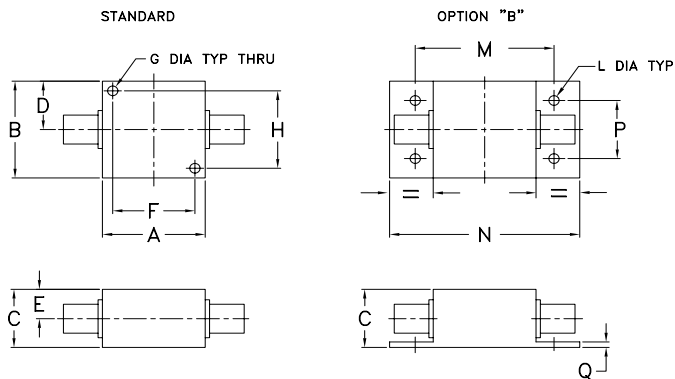 STANDARD
OPTION "B"
G DIA TYP THRU
M
L DIA TYP
D
B
H
P
F
A
=
=
N
E
C
C
Q